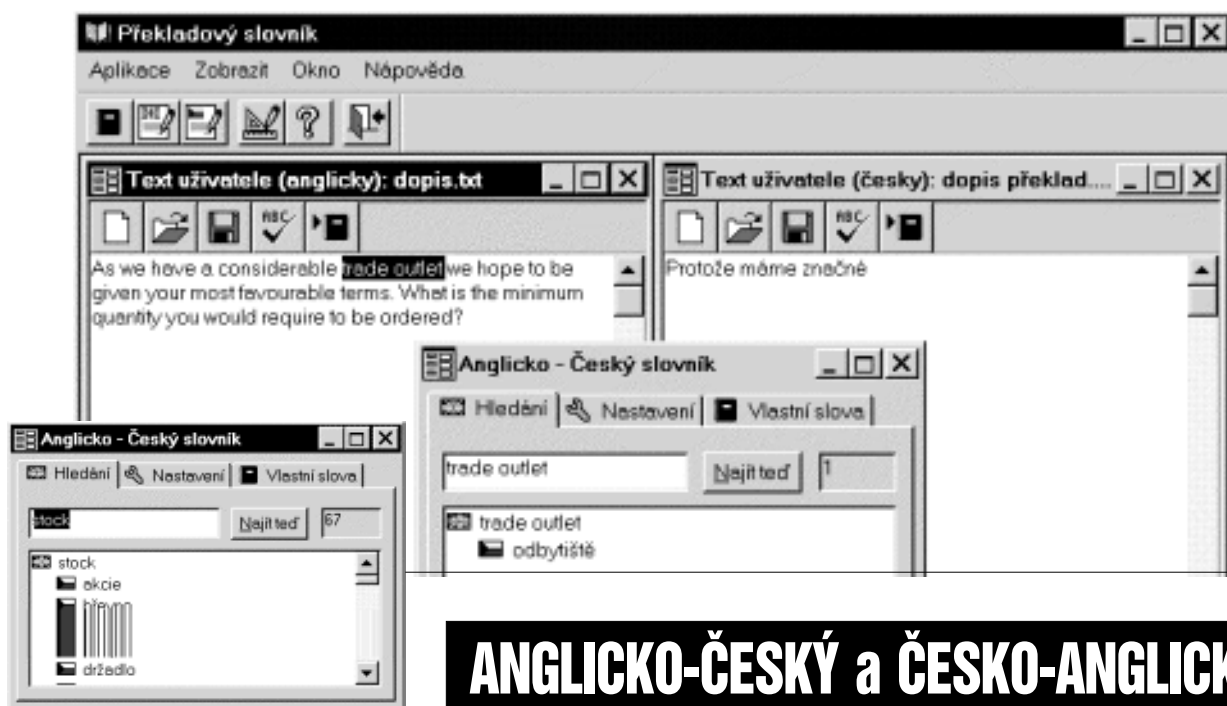 Překladový slovník
Aplikace Zobrazit Okno Nápověda
Text uživatele (anglicky): dopis.txt
Text uživatele (česky): dopis překlad....
ABC
ABC
As we have a considerable trade outlet we hope to be
given your most favourable terms. What is the minimum
quantity you would require to be ordered?
Protože máme značné
Anglicko - Český slovník
Hledání Nastavení Vlastní slova
trade outlet Najít teď 1
trade outlet
odbytiště
Anglicko - Český slovník
Hledání Nastavení Vlastní slova
stock Najít teď 67
stock
akcie
břevno
držadlo
ANGLICKO-ČESKÝ a ČESKO-ANGLICK